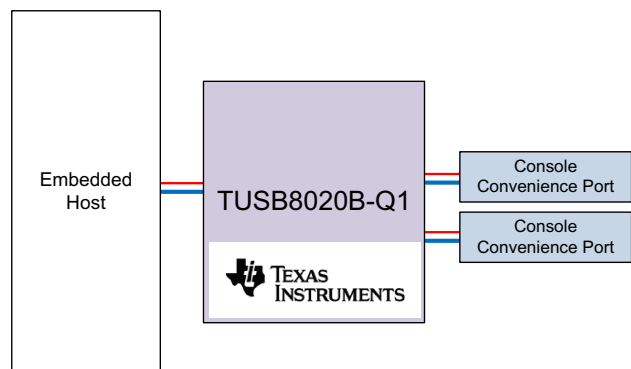 Embedded
Host
TUSB8020B-Q1
TEXAS
INSTRUMENTS
Console
Convenience Port
Console
Convenience Port